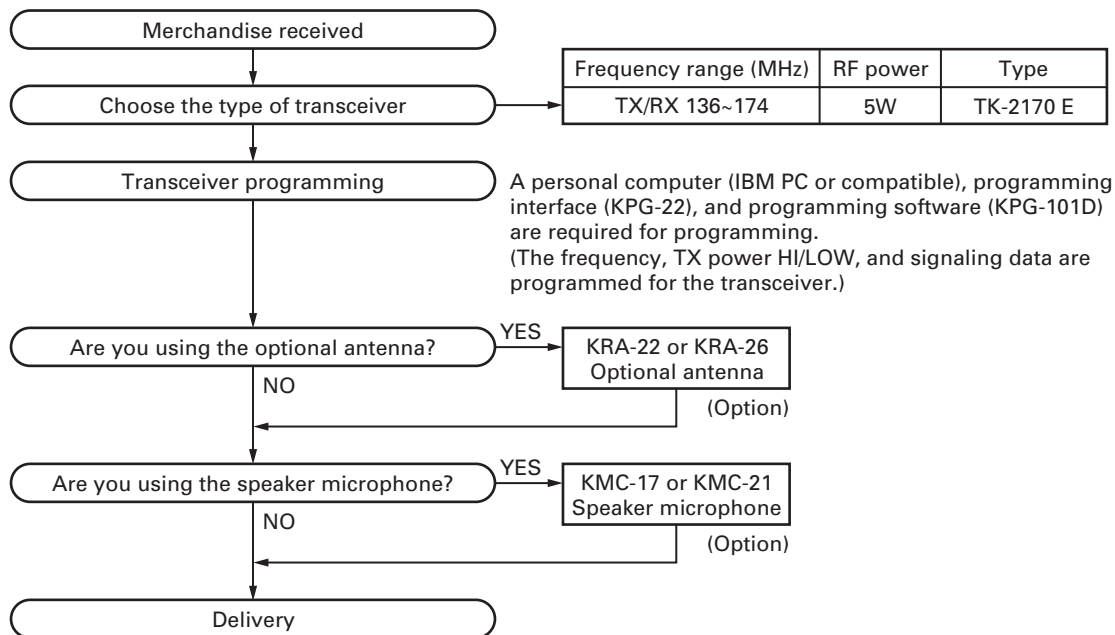 Merchandise received
Choose the type of transceiver
Frequency range (MHz) RF power Type
TX/RX 136~174 5W TK-2170 E
Transceiver programming
A personal computer (IBM PC or compatible), programming
interface (KPG-22), and programming software (KPG-101D)
are required for programming.
(The frequency, TX power HI/LOW, and signaling data are
programmed for the transceiver.)
Are you using the optional antenna?
YES
KRA-22 or KRA-26
Optional antenna
(Option)
NO
Are you using the speaker microphone?
YES
KMC-17 or KMC-21
Speaker microphone
(Option)
NO
Delivery